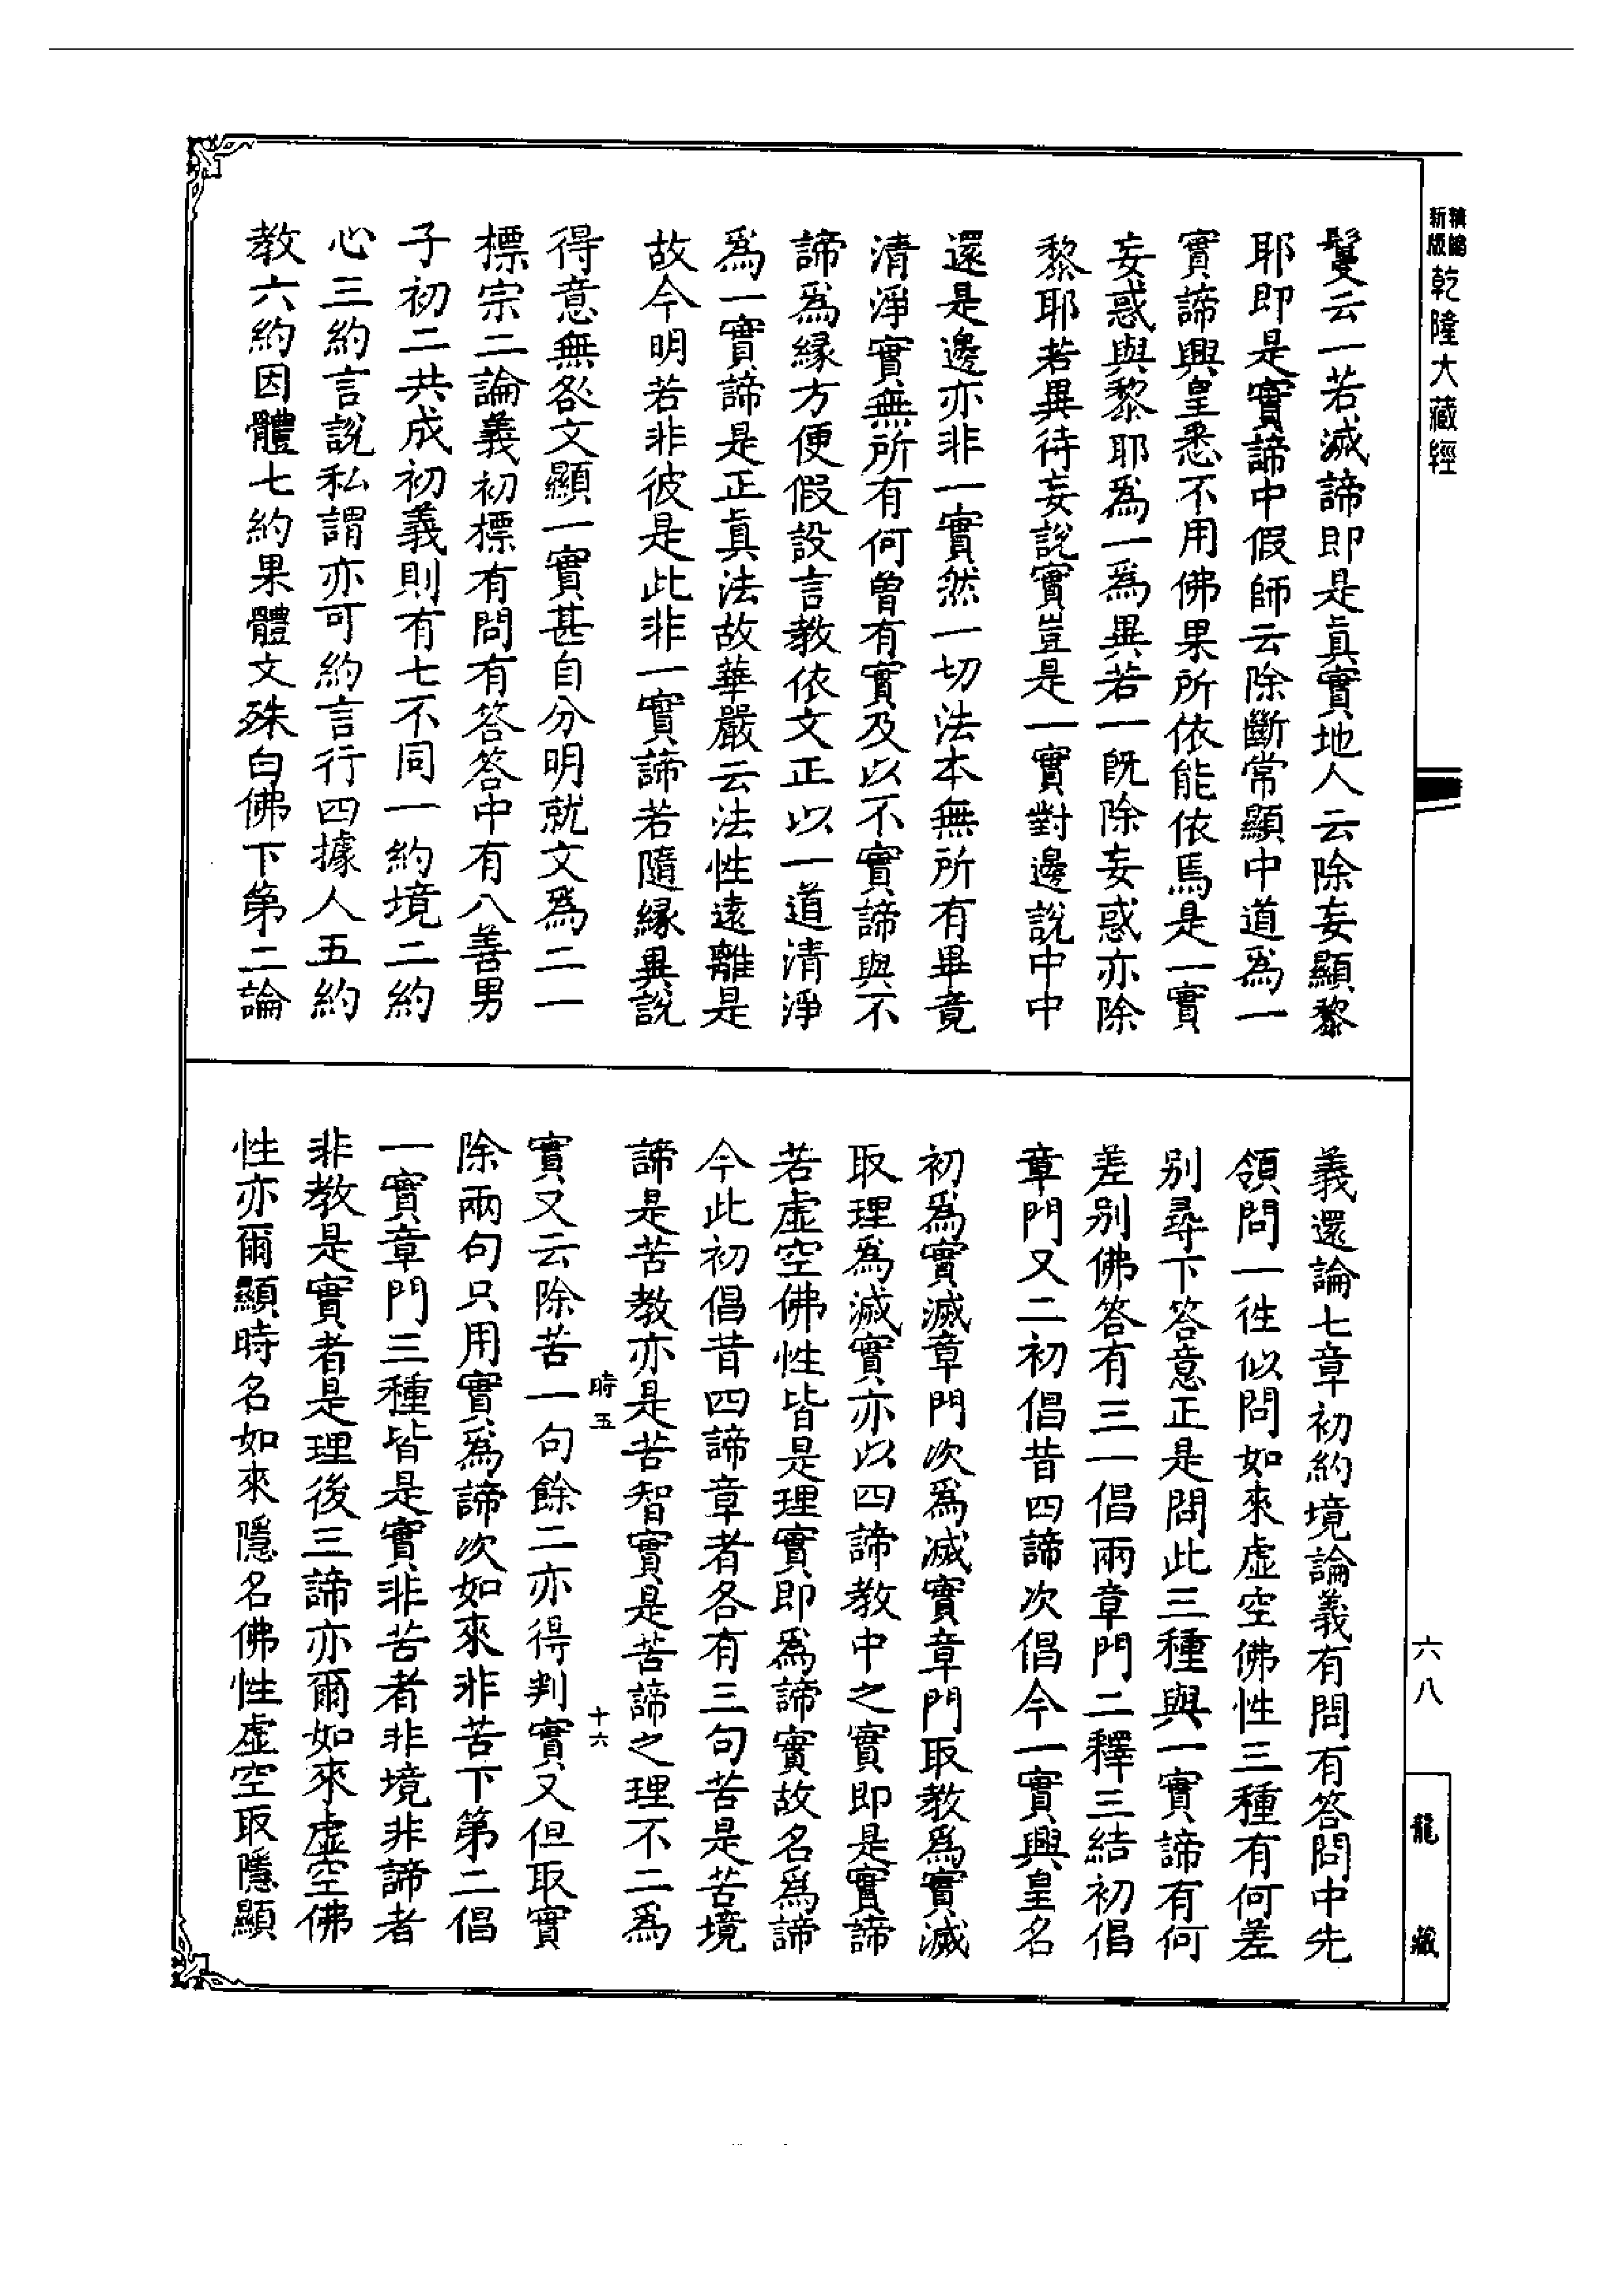 新版精編
乾隆大藏經
鬘云一若滅諦即是真實地人云除妄顯黎
耶即是實諦中假師云除斷常顯中道為一
實諦興皇悉不用佛果所依能依焉是一實
妄惑與黎耶為一為異若一既除妄惑亦除
黎耶若異待妄說實豈是一實對邊說中中
還是邊亦非一實然一切法本無所有畢竟
清淨實無所有何曾有實及以不實諦與不
諦為緣方便假設言教依文正以一道清淨
為一實諦是正真法故華嚴云法性遠離是
故今明若非彼是此非一實諦若隨緣異說
得意無咎文顯一實甚自分明就文為二一
標宗二論義初標有問有答答中有八善男
子初二共成初義則有七不同一約境二約
心三約言說私謂亦可約言行四據人五約
教六約因體七約果體文殊白佛下第二論
義還論七章初約境論義有問有答問中先
領問一徃似問如來虛空佛性三種有何差
別尋下答意正是問此三種與一實諦有何
差別佛答有三一倡兩章門二釋三結初倡
章門又二初倡昔四諦次倡今一實興皇名
初為實滅章門次為滅實章門取教為實滅
取理為滅實亦以四諦教中之實即是實諦
若虛空佛性皆是理實即為諦實故名為諦
今此初倡昔四諦章者各有三句苦是苦境
諦是苦教亦是苦智實是苦諦之理不二為
時五
十六
實又云除苦一句餘二亦得判實又但取實
除兩句只用實為諦次如來非苦下第二倡
一實章門三種皆是實非苦者非境非諦者
非教是實者是理後三諦亦爾如來虛空佛
性亦爾顯時名如來隱名佛性虛空取隱顯
六八
龍藏